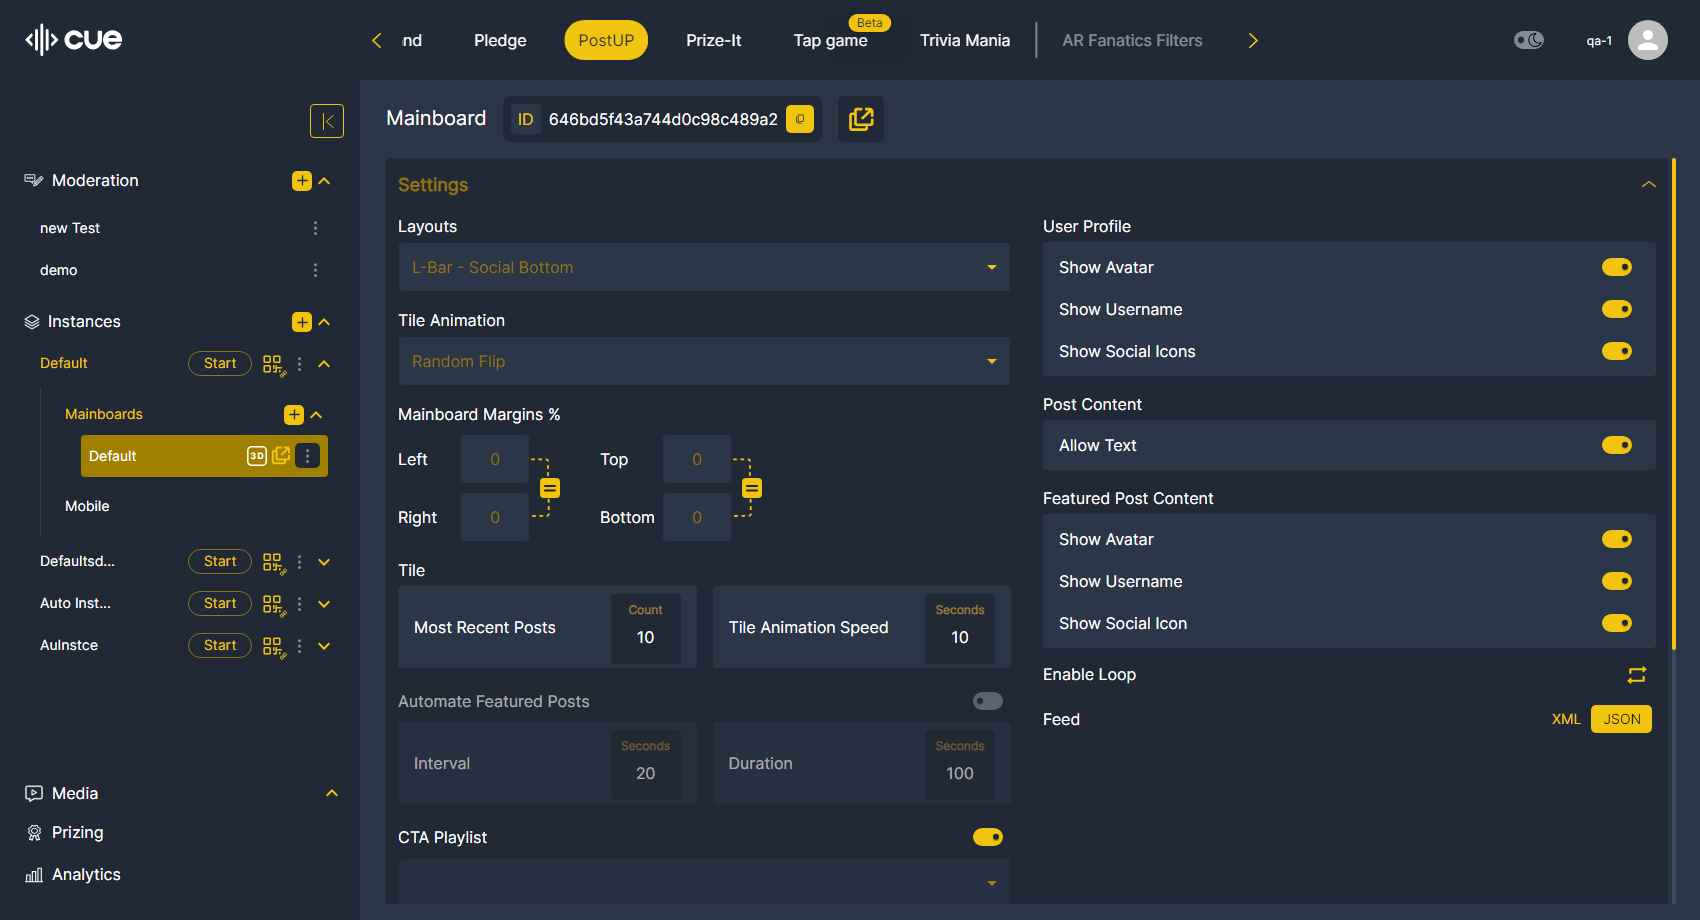 cue
nd
Pledge
PostUP
Prize-It
Tap game
Beta
Trivia Mania
AR Fanatics Filters
qa-1
Moderation
new Test
demo
Instances
Default Start
Mainboards
Default 3D
Mobile
Defaultsd... Start
Auto Inst... Start
AuInstce Start
Media
Prizing
Analytics
Mainboard ID 646bd5f43a744d0c98c489a2
Settings
Layouts
L-Bar - Social Bottom
Tile Animation
Random Flip
Mainboard Margins %
Left 0 Top 0
Right 0 Bottom 0
Tile
Most Recent Posts Count 10
Tile Animation Speed Seconds 10
Automate Featured Posts
Interval Seconds 20
Duration Seconds 100
CTA Playlist
User Profile
Show Avatar
Show Username
Show Social Icons
Post Content
Allow Text
Featured Post Content
Show Avatar
Show Username
Show Social Icon
Enable Loop
Feed XML JSON